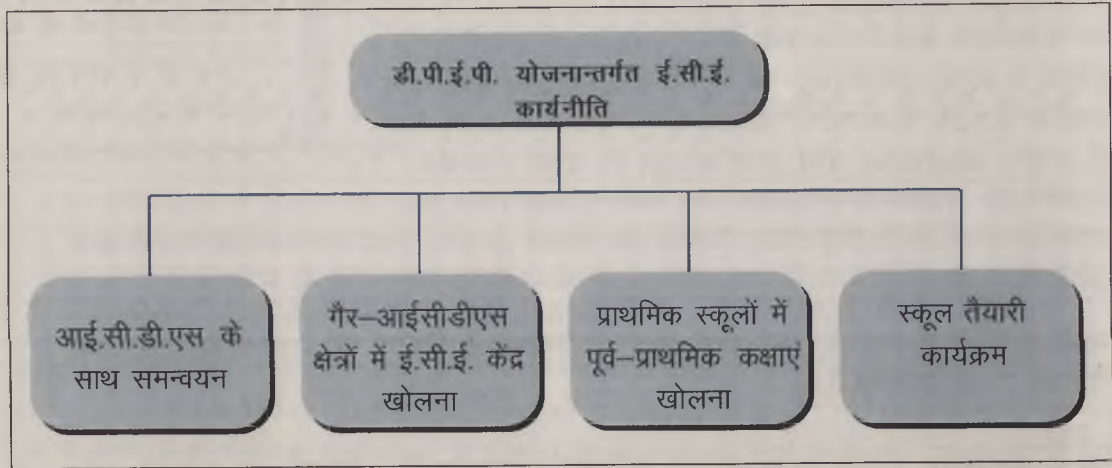 डी.पी.ई.पी. योजनान्तर्गत ई.सी.ई.
कार्यनीति
आई.सी.डी.एस के
साथ समन्वयन
गैर–आईसीडीएस
क्षेत्रों में ई.सी.ई. केंद्र
खोलना
प्राथमिक स्कूलों में
पूर्व–प्राथमिक कक्षाएं
खोलना
स्कूल तैयारी
कार्यक्रम